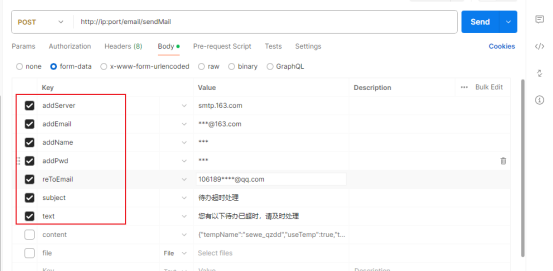 POST http://ip:port/email/sendMail Send
Params Authorization Headers (8) Body Pre-request Script Tests Settings Cookies
none form-data x-www-form-urlencoded raw binary GraphQL
Key Value Description ••• Bulk Edit
addServer smtp.163.com
addEmail ***@163.com
addName ***
addPwd ***
reToEmail 106189****@qq.com
subject 待办超时处理
text 您有以下待办已超时，请及时处理
content {"tempName":"sewe_qzdd","useTemp":true,"t...
file File Select files
Key Text Value Description